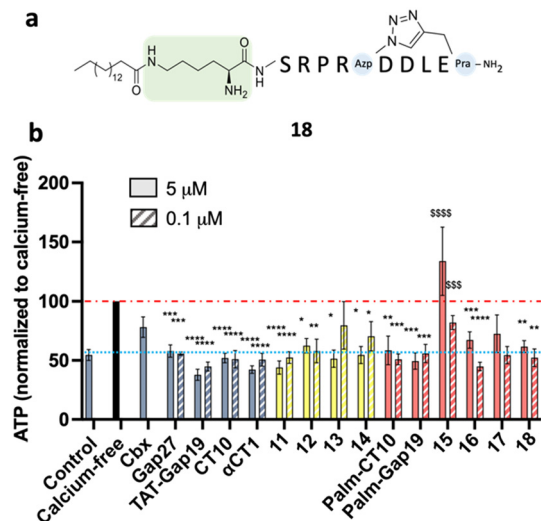 a
N N
N
O H
N
( )12 N
H
O NH₂
S R P R Azp D D L E Pra –NH₂
18
b
ATP (normalized to calcium-free)
200
150
100
50
0
5 μM
0.1 μM
*** *** **** **** **** **** **** **** **** **** * ** * * * ** *** *** *** $$$$ $$$ *** **** ** **
Control
Calcium-free
Cbx
Gap27
TAT-Gap19
CT10
αCT1
11
12
13
14
Palm-CT10
Palm-Gap19
15
16
17
18